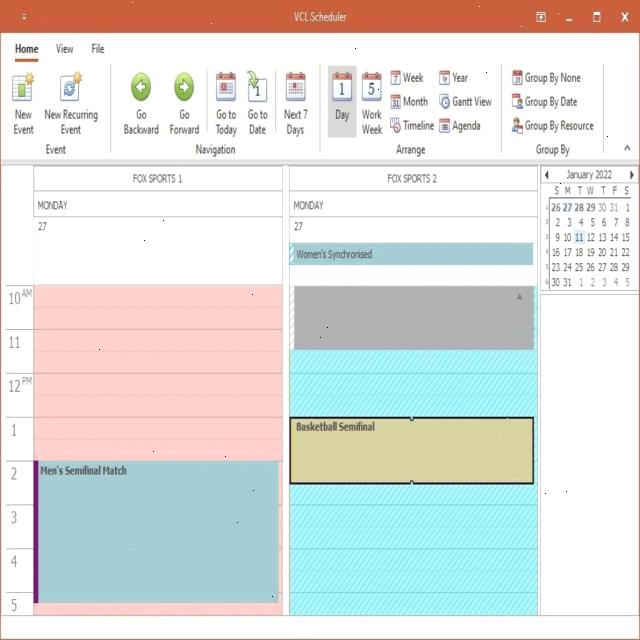 VCL Scheduler
Home View File
New Event
New Recurring Event
Event
Go Backward
Go Forward
Go to Today
Go to Date
Next 7 Days
Navigation
Day
Work Week
Week
Month
Timeline
Year
Gantt View
Agenda
Arrange
Group By None
Group By Date
Group By Resource
Group By
FOX SPORTS 1
MONDAY
27
FOX SPORTS 2
MONDAY
27
Women's Synchronised
10 AM
11
12 PM
1
Basketball Semifinal
2
Men's Semifinal Match
3
4
5
January 2022
S M T W T F S
1 26 27 28 29 30 31 1
2 2 3 4 5 6 7 8
3 9 10 11 12 13 14 15
4 16 17 18 19 20 21 22
5 23 24 25 26 27 28 29
6 30 31 1 2 3 4 5